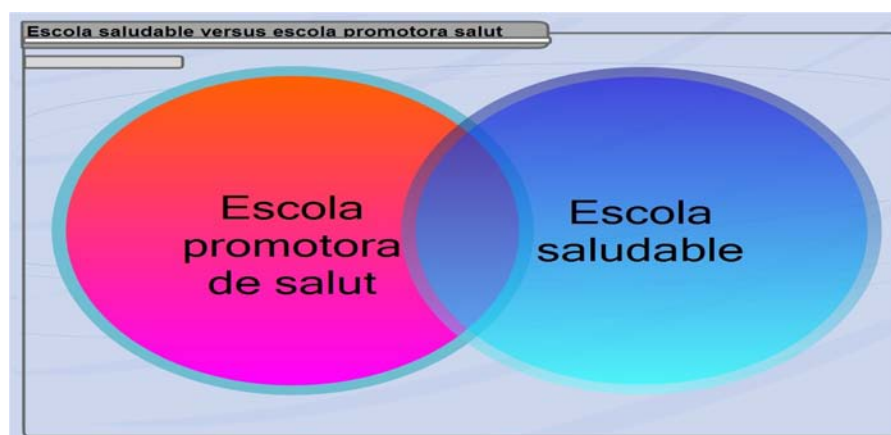 Escola saludable versus escola promotora salut
Escola
promotora
de salut
Escola
saludable